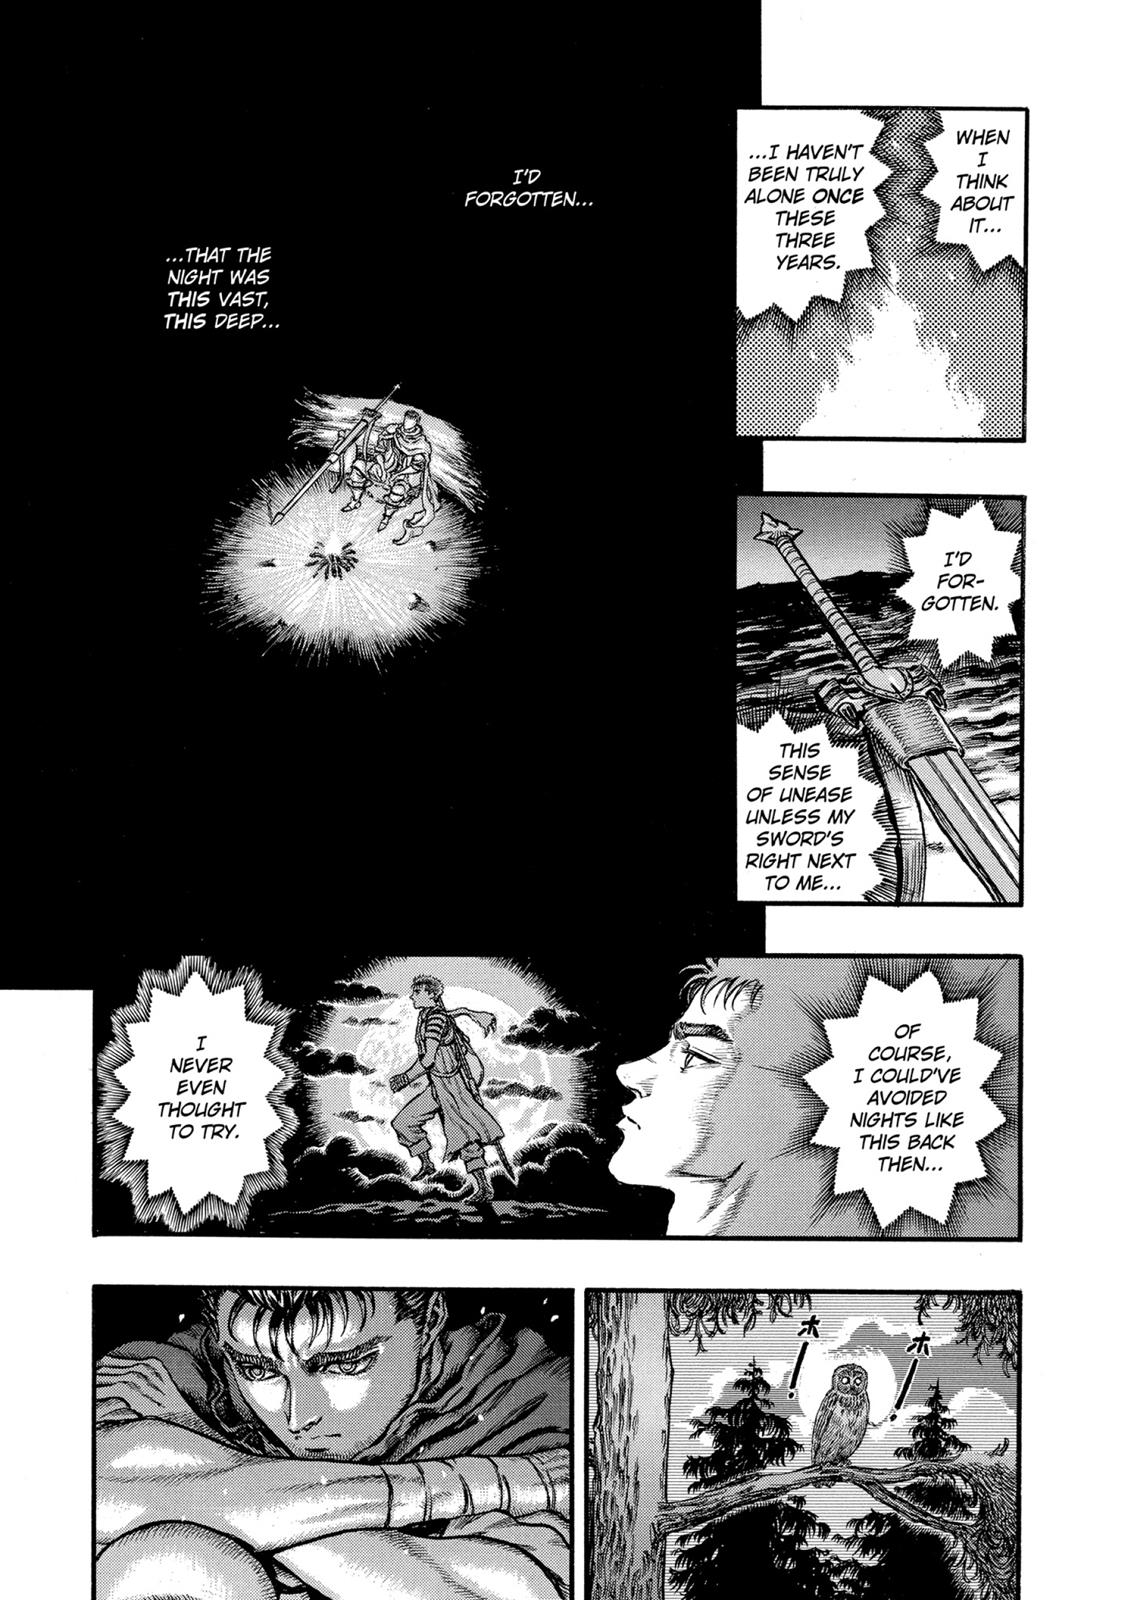 WHEN
I
THINK
ABOUT
IT...
...I HAVEN'T
BEEN TRULY
ALONE ONCE
THESE
THREE
YEARS.
I'D
FOR-
GOTTEN.
THIS
SENSE
OF UNEASE
UNLESS MY
SWORD'S
RIGHT NEXT
TO ME...
I'D
FORGOTTEN...
...THAT THE
NIGHT WAS
THIS VAST,
THIS DEEP...
OF
COURSE,
I COULD'VE
AVOIDED
NIGHTS LIKE
THIS BACK
THEN...
I
NEVER
EVEN
THOUGHT
TO TRY.
ホー
ホー